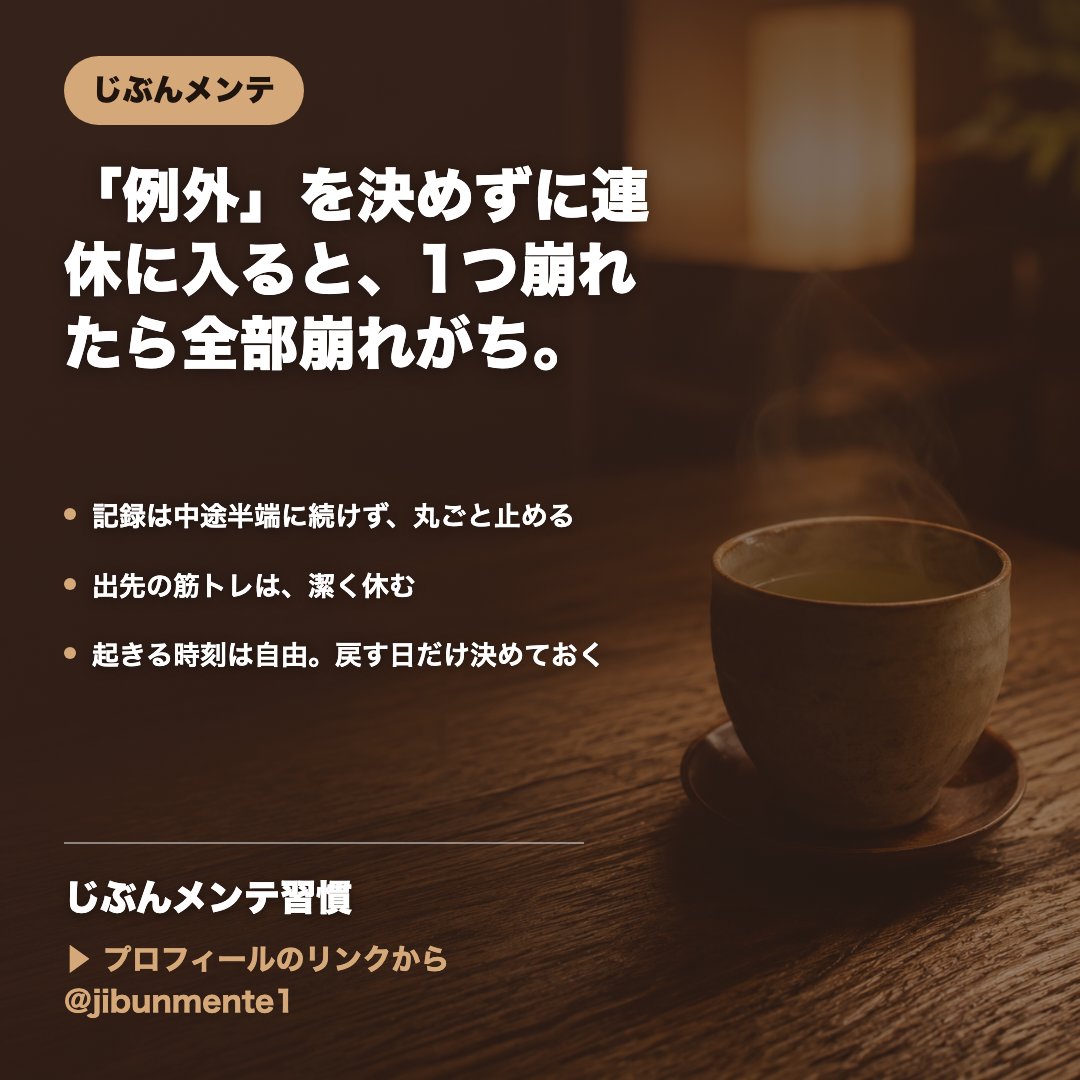 じぶんメンテ
「例外」を決めずに連
休に入ると、1つ崩れ
たら全部崩れがち。
記録は中途半端に続けず、丸ごと止める
出先の筋トレは、潔く休む
起きる時刻は自由。戻す日だけ決めておく
じぶんメンテ習慣
▶ プロフィールのリンクから
@jibunmente1